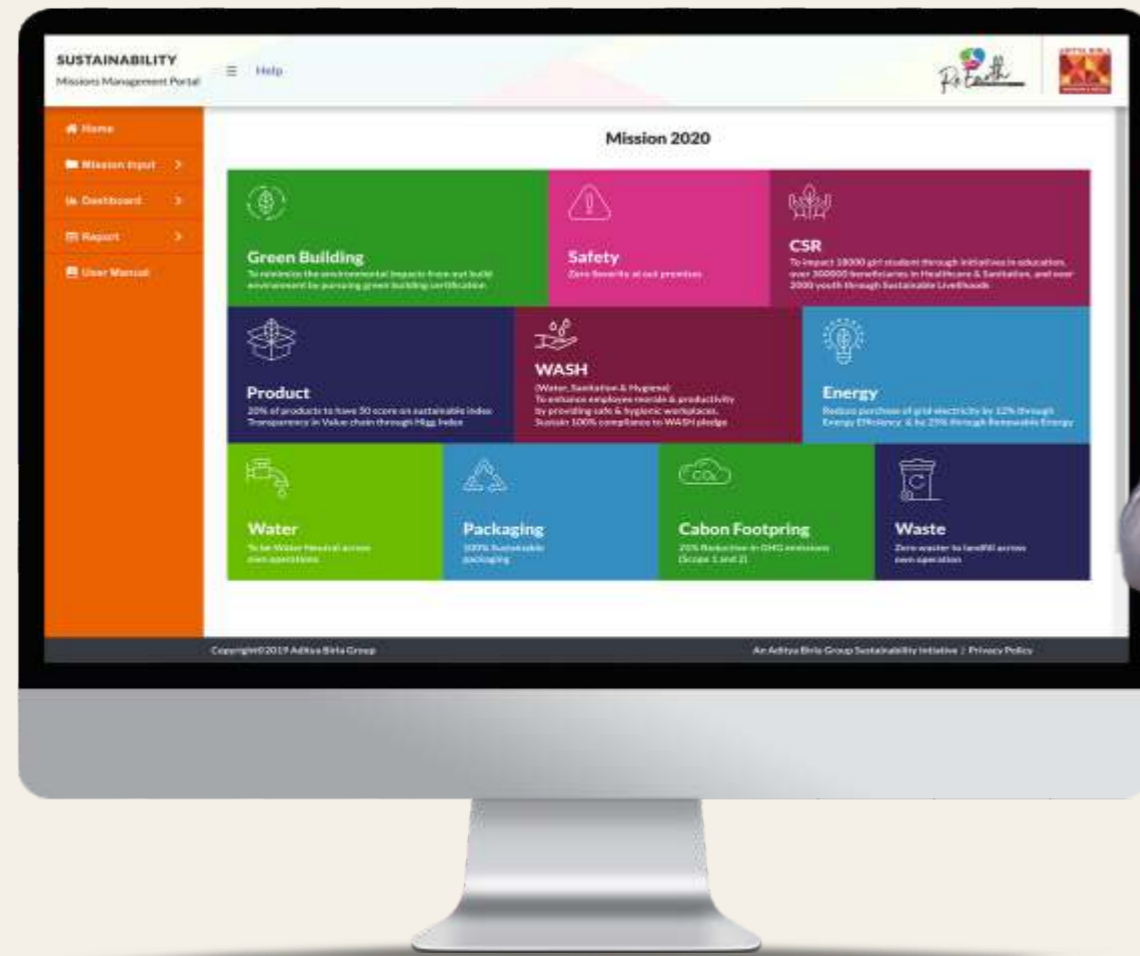 SUSTAINABILITY
Missions Management Portal
☰ Help
ReEarth
ADITYA BIRLA
Home
Mission Input >
Dashboard >
Report >
User Manual
Mission 2020
Green Building
To minimize the environmental impacts from out build
environment by pursuing green building certification
Safety
Zero Severity at out premises
CSR
To impact 18000 girl student through initiatives in education,
over 300000 beneficiaries in Healthcare & Sanitation, and over
2000 youth through Sustainable Livelihoods
Product
20% of products to have 50 score on sustainable index
Transparency in Value chain through Higg Index
WASH
(Water, Sanitation & Hygiene)
To enhance employee morale & productivity
by providing safe & hygienic workplaces.
Sustain 100% compliance to WASH pledge
Energy
Reduce purchase of grid electricity by 12% through
Energy Efficiency & by 25% through Renewable Energy
Water
To be Water Neutral across
own operations
Packaging
100% Sustainable
packaging
CO₂
Cabon Footpring
25% Reduction in GHG emissions
(Scope 1 and 2)
Waste
Zero waster to landfill across
own operation
Copyright©2019 Aditya Birla Group
An Aditya Birla Group Sustainability Initiative | Privacy Policy